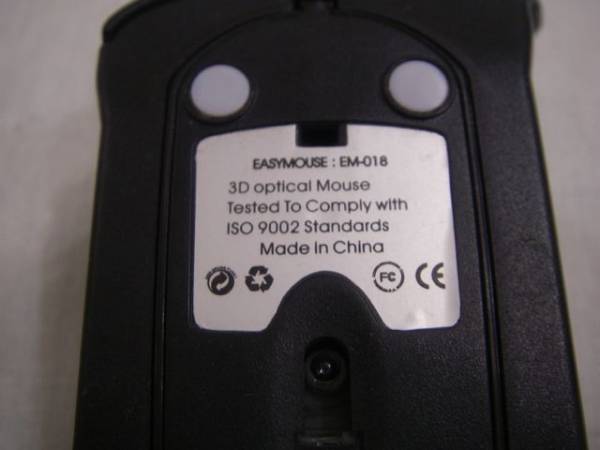 EASYMOUSE : EM-018
3D optical Mouse
Tested To Comply with
ISO 9002 Standards
Made in China
FC CE